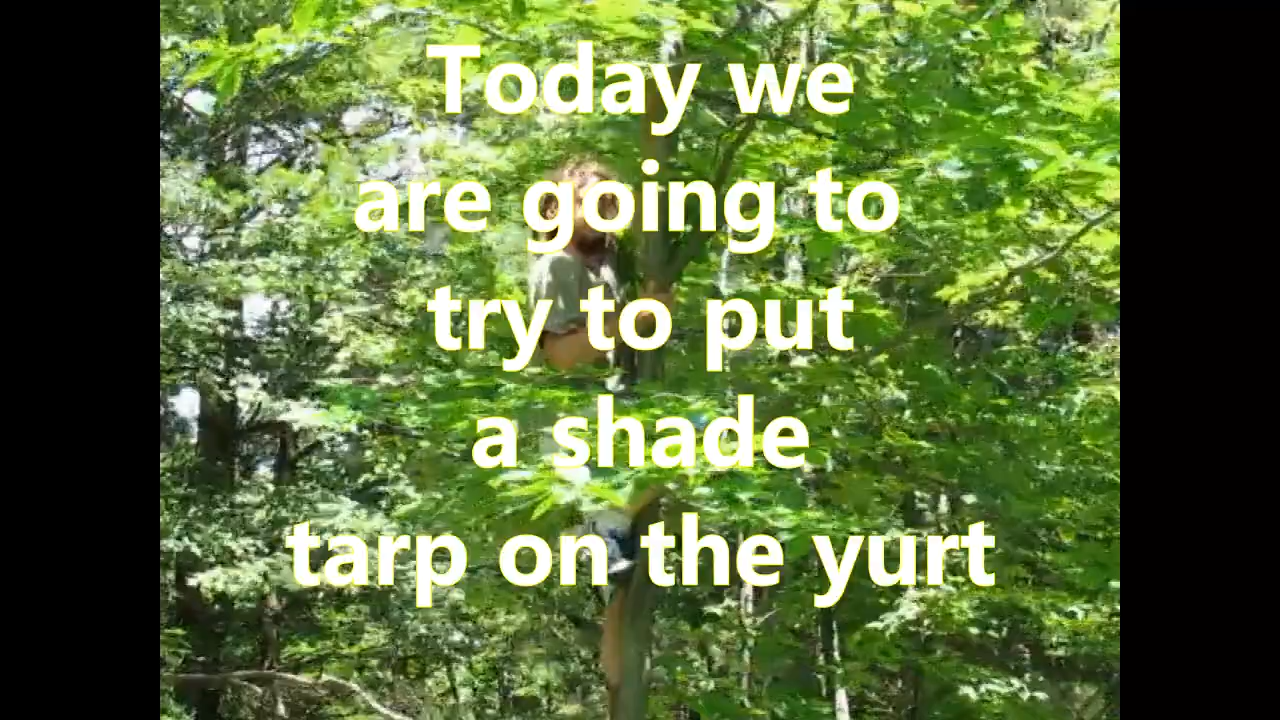 Today we
are going to
try to put
a shade
tarp on the yurt